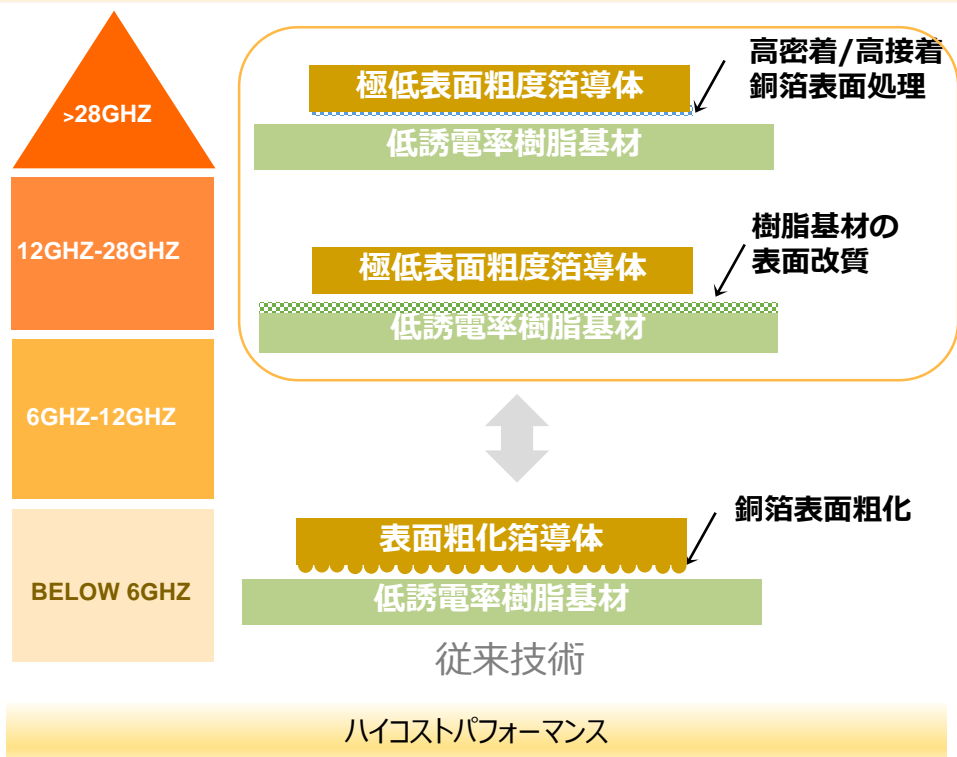 >28GHZ
極低表面粗度箔導体
低誘電率樹脂基材
高密着/高接着
銅箔表面処理
12GHZ-28GHZ
極低表面粗度箔導体
低誘電率樹脂基材
樹脂基材の
表面改質
6GHZ-12GHZ
BELOW 6GHZ
表面粗化箔導体
低誘電率樹脂基材
銅箔表面粗化
従来技術
ハイコストパフォーマンス